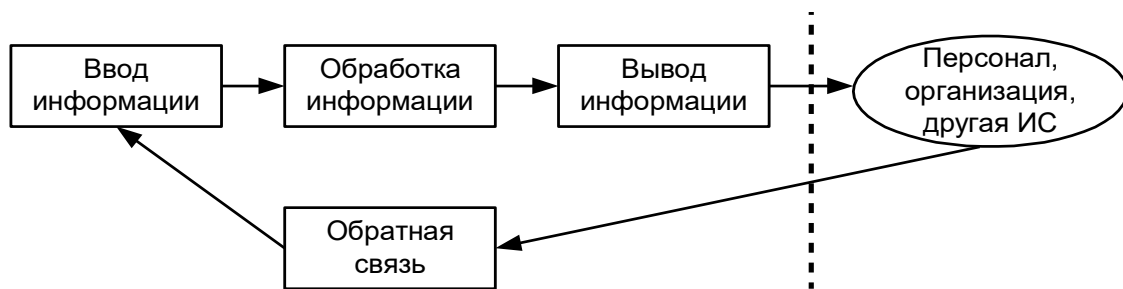 Ввод
информации
Обработка
информации
Вывод
информации
Персонал,
организация,
другая ИС
Обратная
связь